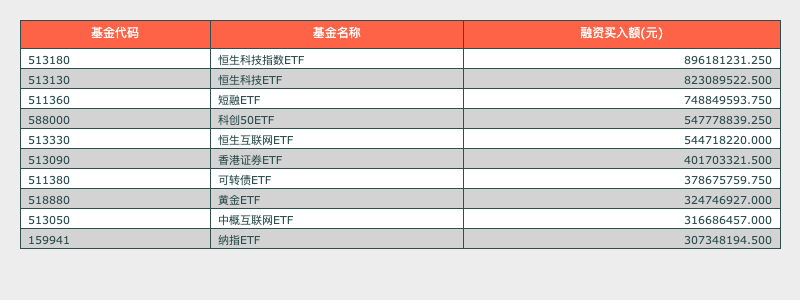 基金代码 基金名称 融资买入额(元)
513180 恒生科技指数ETF 896181231.250
513130 恒生科技ETF 823089522.500
511360 短融ETF 748849593.750
588000 科创50ETF 547778839.250
513330 恒生互联网ETF 544718220.000
513090 香港证券ETF 401703321.500
511380 可转债ETF 378675759.750
518880 黄金ETF 324746927.000
513050 中概互联网ETF 316686457.000
159941 纳指ETF 307348194.500